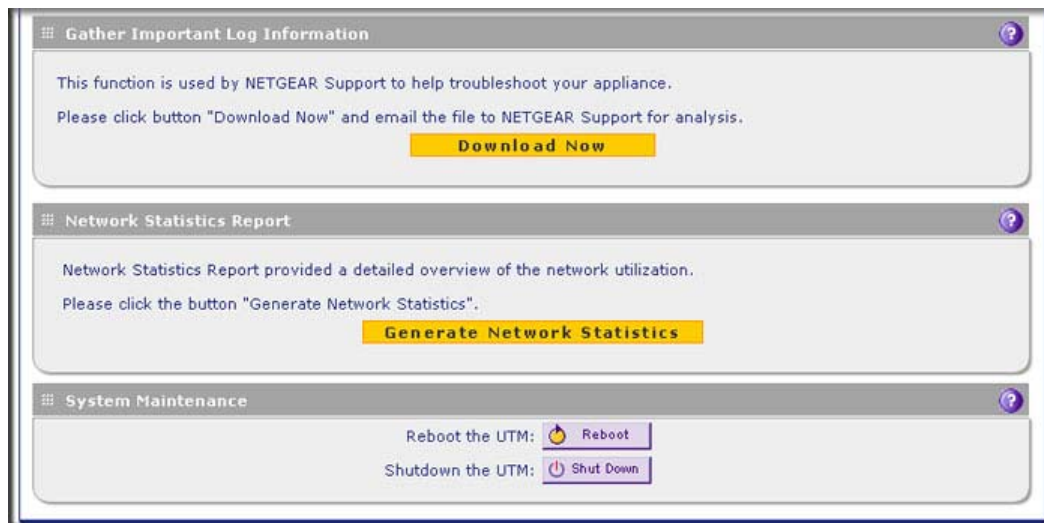 Gather Important Log Information
This function is used by NETGEAR Support to help troubleshoot your appliance.
Please click button "Download Now" and email the file to NETGEAR Support for analysis.
Download Now
Network Statistics Report
Network Statistics Report provided a detailed overview of the network utilization.
Please click the button "Generate Network Statistics".
Generate Network Statistics
System Maintenance
Reboot the UTM: Reboot
Shutdown the UTM: Shut Down